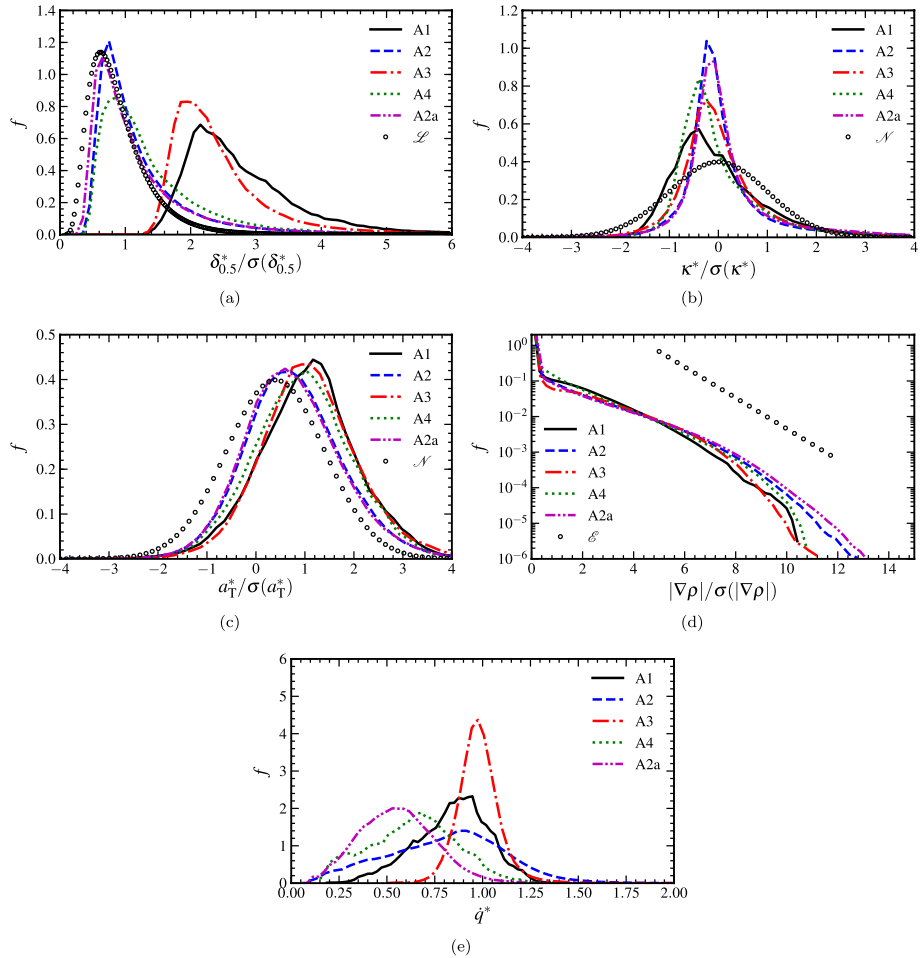 1.4
1.2
1.0
0.8
0.6
0.4
0.2
0.0
f
0 1 2 3 4 5 6
δ*0.5/σ(δ*0.5)
A1
A2
A3
A4
A2a
ℒ
(a)
1.2
1.0
0.8
0.6
0.4
0.2
0.0
f
−4 −3 −2 −1 0 1 2 3 4
κ*/σ(κ*)
A1
A2
A3
A4
A2a
𝒩
(b)
0.5
0.4
0.3
0.2
0.1
0.0
f
−4 −3 −2 −1 0 1 2 3 4
a*T/σ(a*T)
A1
A2
A3
A4
A2a
𝒩
(c)
10⁰
10⁻¹
10⁻²
10⁻³
10⁻⁴
10⁻⁵
10⁻⁶
f
0 2 4 6 8 10 12 14
|∇ρ|/σ(|∇ρ|)
A1
A2
A3
A4
A2a
ℰ
(d)
6
5
4
3
2
1
0
f
0.00 0.25 0.50 0.75 1.00 1.25 1.50 1.75 2.00
q̇*
A1
A2
A3
A4
A2a
(e)